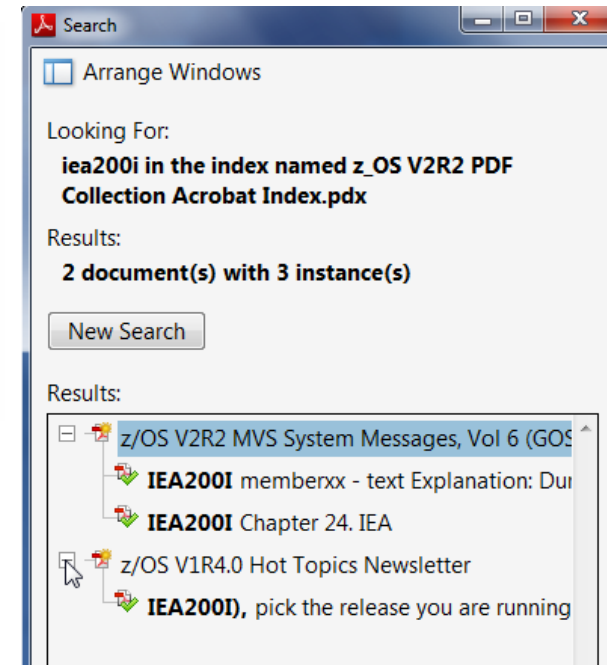 Search
Arrange Windows
Looking For:
iea200i in the index named z_OS V2R2 PDF
Collection Acrobat Index.pdx
Results:
2 document(s) with 3 instance(s)
New Search
Results:
z/OS V2R2 MVS System Messages, Vol 6 (GOS
IEA200I memberxx - text Explanation: Dur
IEA200I Chapter 24. IEA
z/OS V1R4.0 Hot Topics Newsletter
IEA200I), pick the release you are running